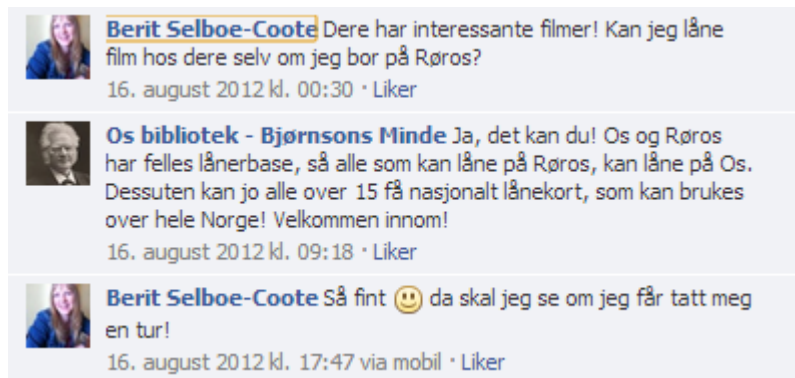 Berit Selboe-Coote Dere har interessante filmer! Kan jeg låne
film hos dere selv om jeg bor på Røros?
16. august 2012 kl. 00:30 · Liker
Os bibliotek - Bjørnsons Minde Ja, det kan du! Os og Røros
har felles lånerbase, så alle som kan låne på Røros, kan låne på Os.
Dessuten kan jo alle over 15 få nasjonalt lånekort, som kan brukes
over hele Norge! Velkommen innom!
16. august 2012 kl. 09:18 · Liker
Berit Selboe-Coote Så fint da skal jeg se om jeg får tatt meg
en tur!
16. august 2012 kl. 17:47 via mobil · Liker